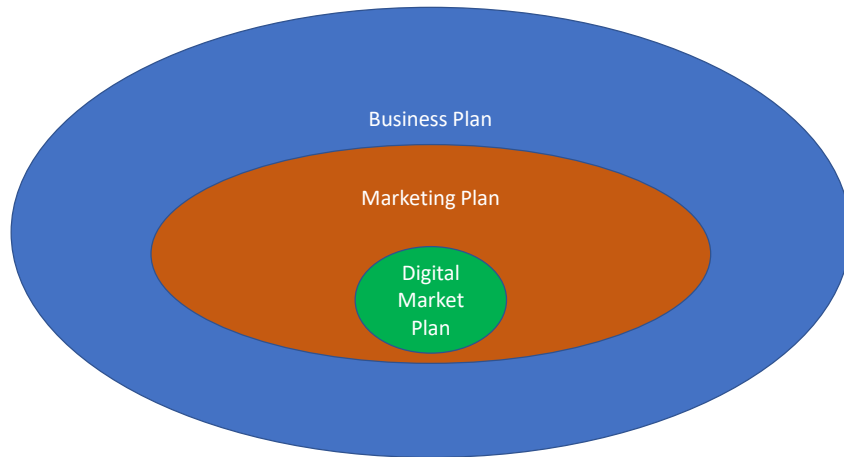 Business Plan
Marketing Plan
Digital
Market
Plan